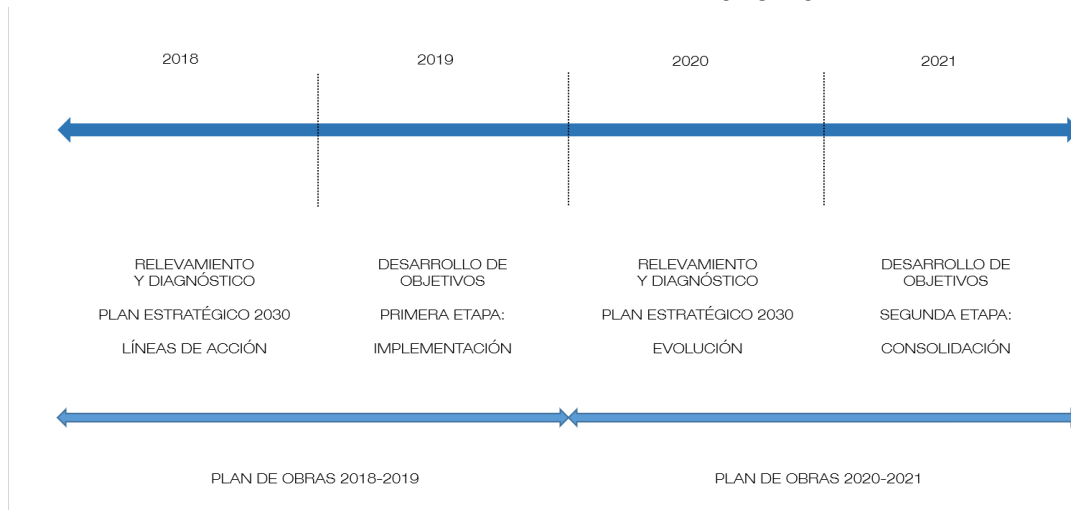 2018
2019
2020
2021
RELEVAMIENTO
Y DIAGNÓSTICO
PLAN ESTRATÉGICO 2030
LÍNEAS DE ACCIÓN
DESARROLLO DE
OBJETIVOS
PRIMERA ETAPA:
IMPLEMENTACIÓN
RELEVAMIENTO
Y DIAGNÓSTICO
PLAN ESTRATÉGICO 2030
EVOLUCIÓN
DESARROLLO DE
OBJETIVOS
SEGUNDA ETAPA:
CONSOLIDACIÓN
PLAN DE OBRAS 2018-2019
PLAN DE OBRAS 2020-2021